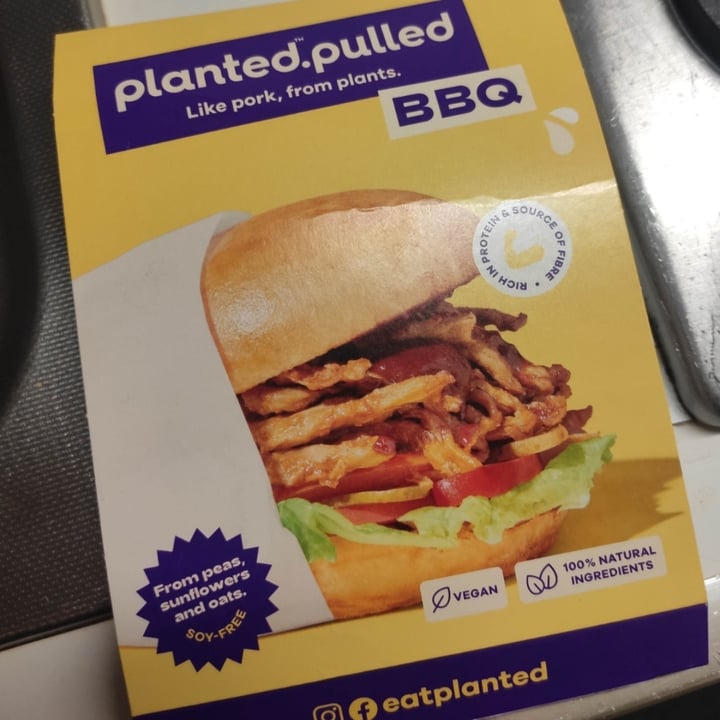 planted.pulled™
Like pork, from plants.
BBQ
RICH IN PROTEIN & SOURCE OF FIBRE •
From peas,
sunflowers
and oats.
SOY-FREE
VEGAN
100% NATURAL
INGREDIENTS
eatplanted